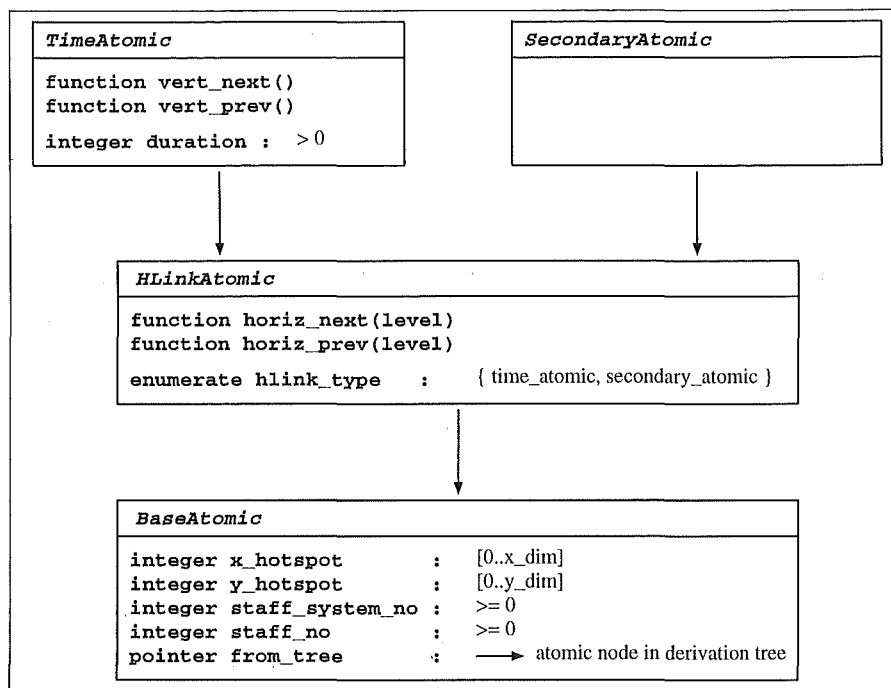 TimeAtomic
function vert_next()
function vert_prev()
integer duration : > 0
SecondaryAtomic
HLinkAtomic
function horiz_next(level)
function horiz_prev(level)
enumerate hlink_type : { time_atomic, secondary_atomic }
BaseAtomic
integer x_hotspot : [0..x_dim]
integer y_hotspot : [0..y_dim]
integer staff_system_no : >= 0
integer staff_no : >= 0
pointer from_tree : atomic node in derivation tree